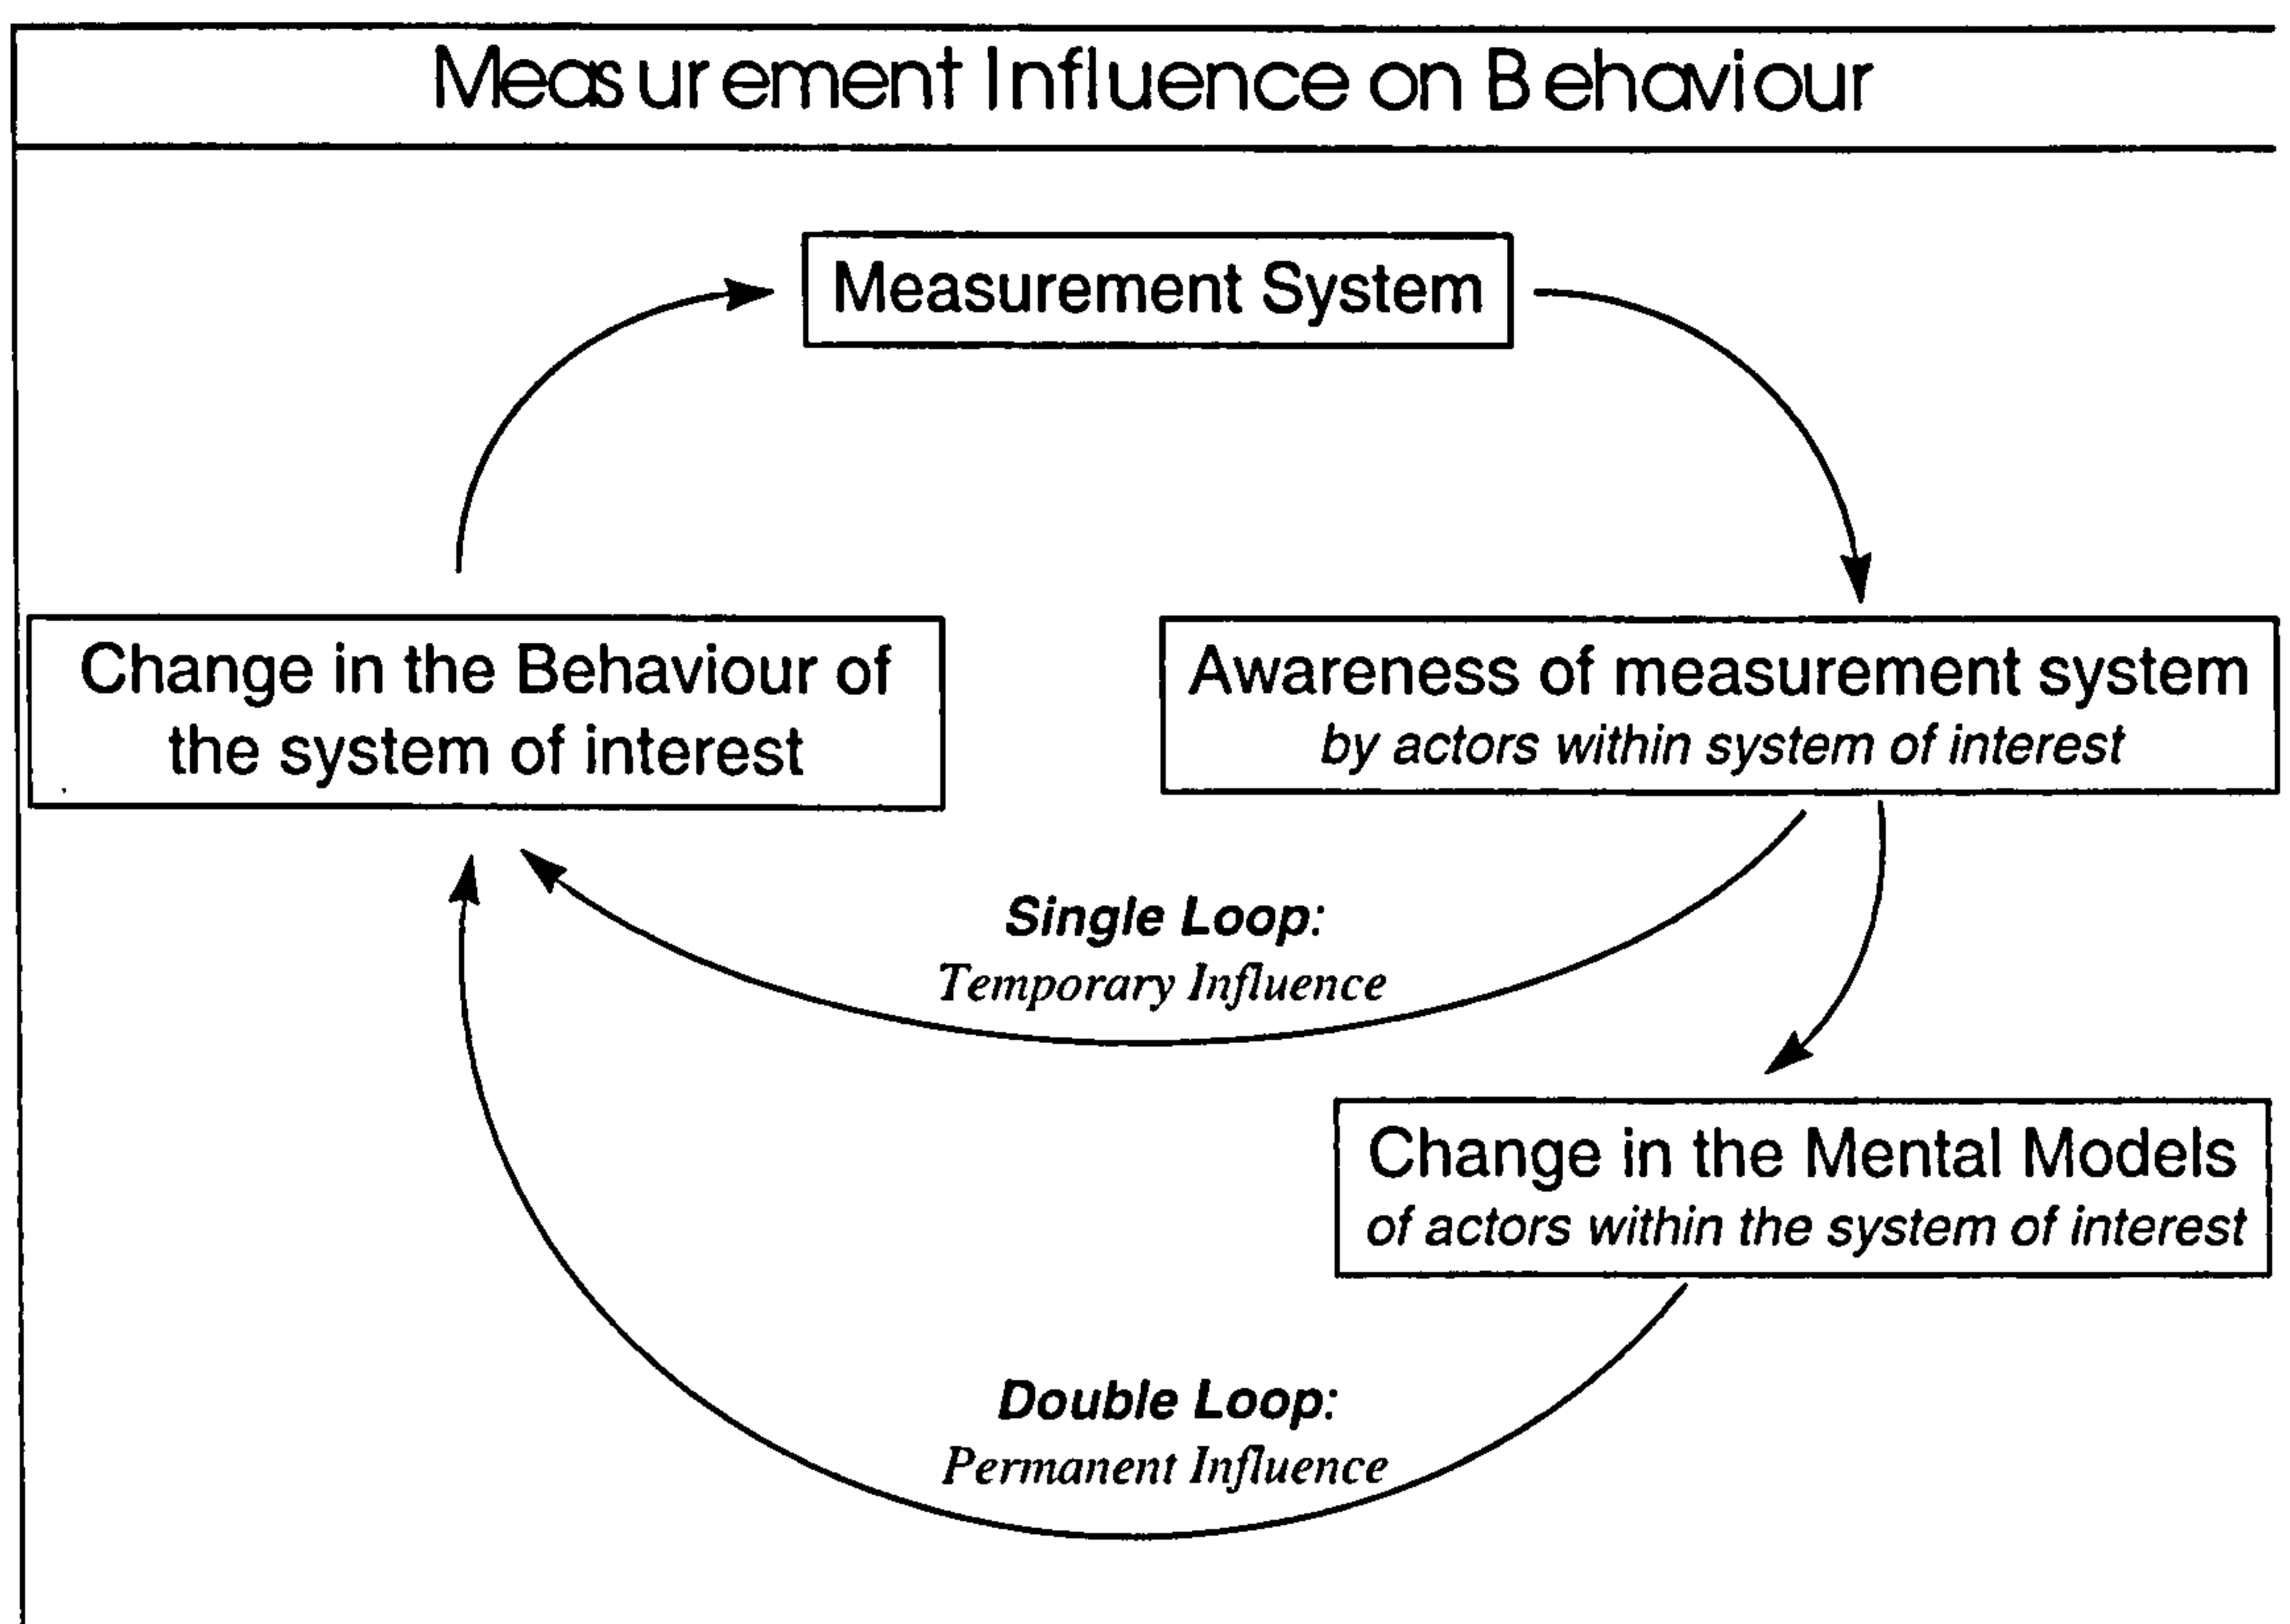 Measurement Influence on Behaviour
Measurement System
Change in the Behaviour of
the system of interest
Awareness of measurement system
by actors within system of interest
Single Loop:
Temporary Influence
Change in the Mental Models
of actors within the system of interest
Double Loop:
Permanent Influence